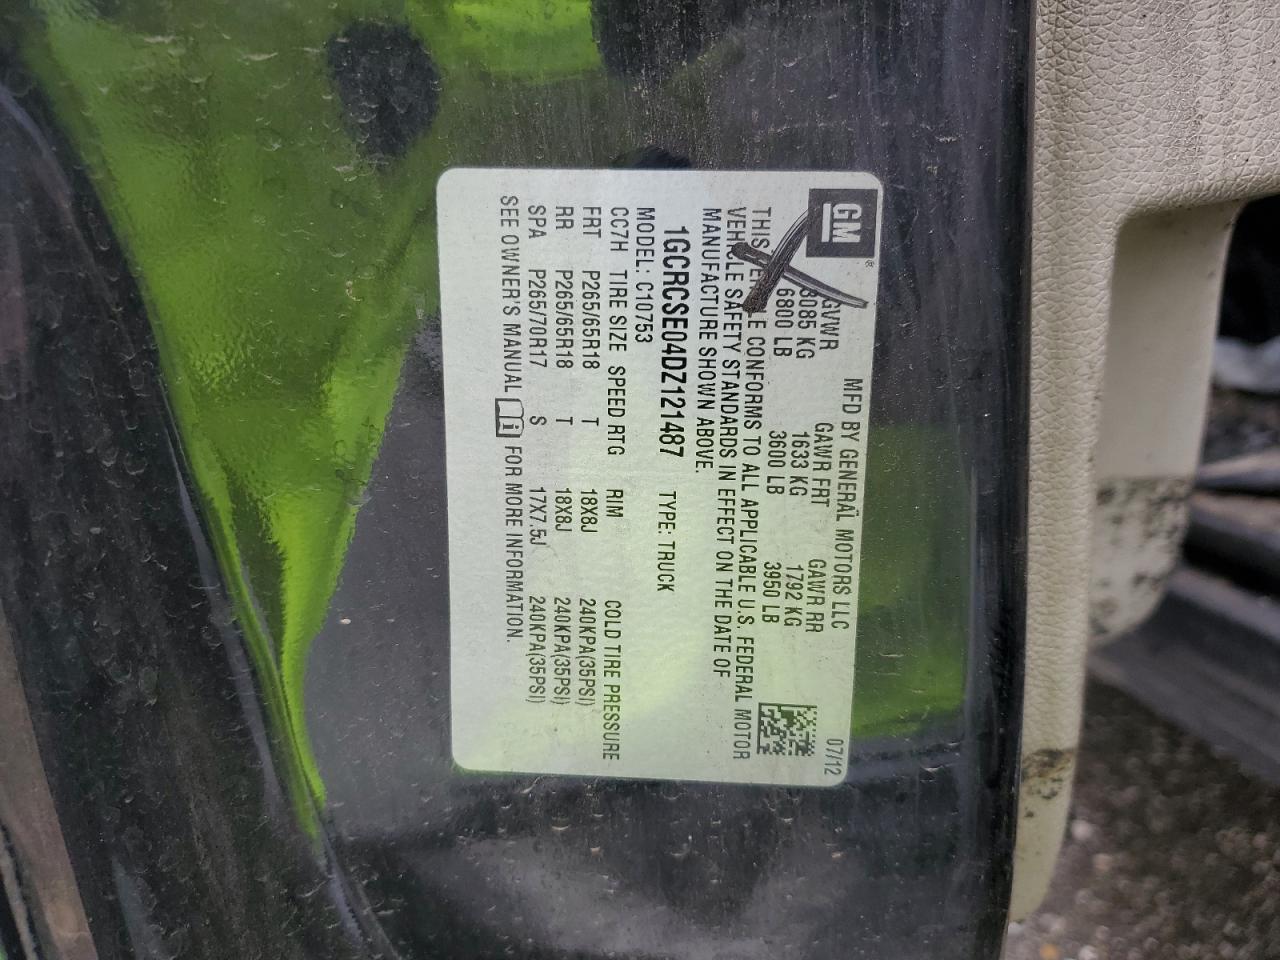 GM
MFD BY GENERAL MOTORS LLC 07/12
GVWR GAWR FRT GAWR RR
3085 KG 1633 KG 1792 KG
6800 LB 3600 LB 3950 LB
THIS CONFORMS TO ALL APPLICABLE U.S. FEDERAL MOTOR
VEHICLE SAFETY STANDARDS IN EFFECT ON THE DATE OF
MANUFACTURE SHOWN ABOVE.
1GCRCSE04DZ121487 TYPE: TRUCK
MODEL: C10753
CC7H TIRE SIZE SPEED RTG RIM COLD TIRE PRESSURE
FRT P265/65R18 T 18X8J 240KPA(35PSI)
RR P265/65R18 T 18X8J 240KPA(35PSI)
SPA P265/70R17 S 17X7.5J 240KPA(35PSI)
SEE OWNER'S MANUAL i FOR MORE INFORMATION.